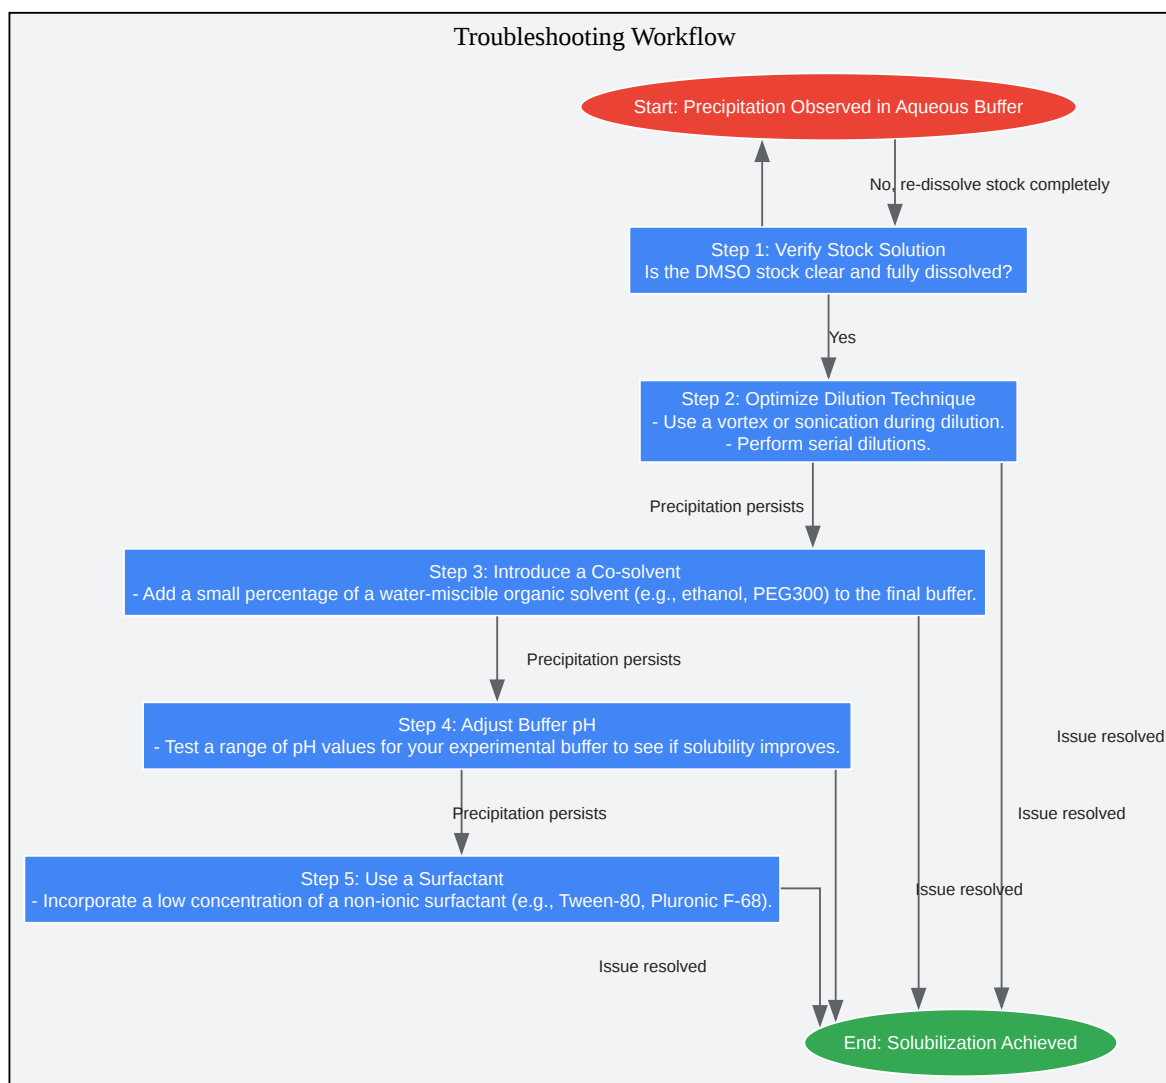 Troubleshooting Workflow
Start: Precipitation Observed in Aqueous Buffer
No, re-dissolve stock completely
Step 1: Verify Stock Solution
Is the DMSO stock clear and fully dissolved?
Yes
Step 2: Optimize Dilution Technique
- Use a vortex or sonication during dilution.
- Perform serial dilutions.
Precipitation persists
Step 3: Introduce a Co-solvent
- Add a small percentage of a water-miscible organic solvent (e.g., ethanol, PEG300) to the final buffer.
Precipitation persists
Step 4: Adjust Buffer pH
- Test a range of pH values for your experimental buffer to see if solubility improves.
Issue resolved
Precipitation persists
Issue resolved
Step 5: Use a Surfactant
- Incorporate a low concentration of a non-ionic surfactant (e.g., Tween-80, Pluronic F-68).
Issue resolved
Issue resolved
End: Solubilization Achieved